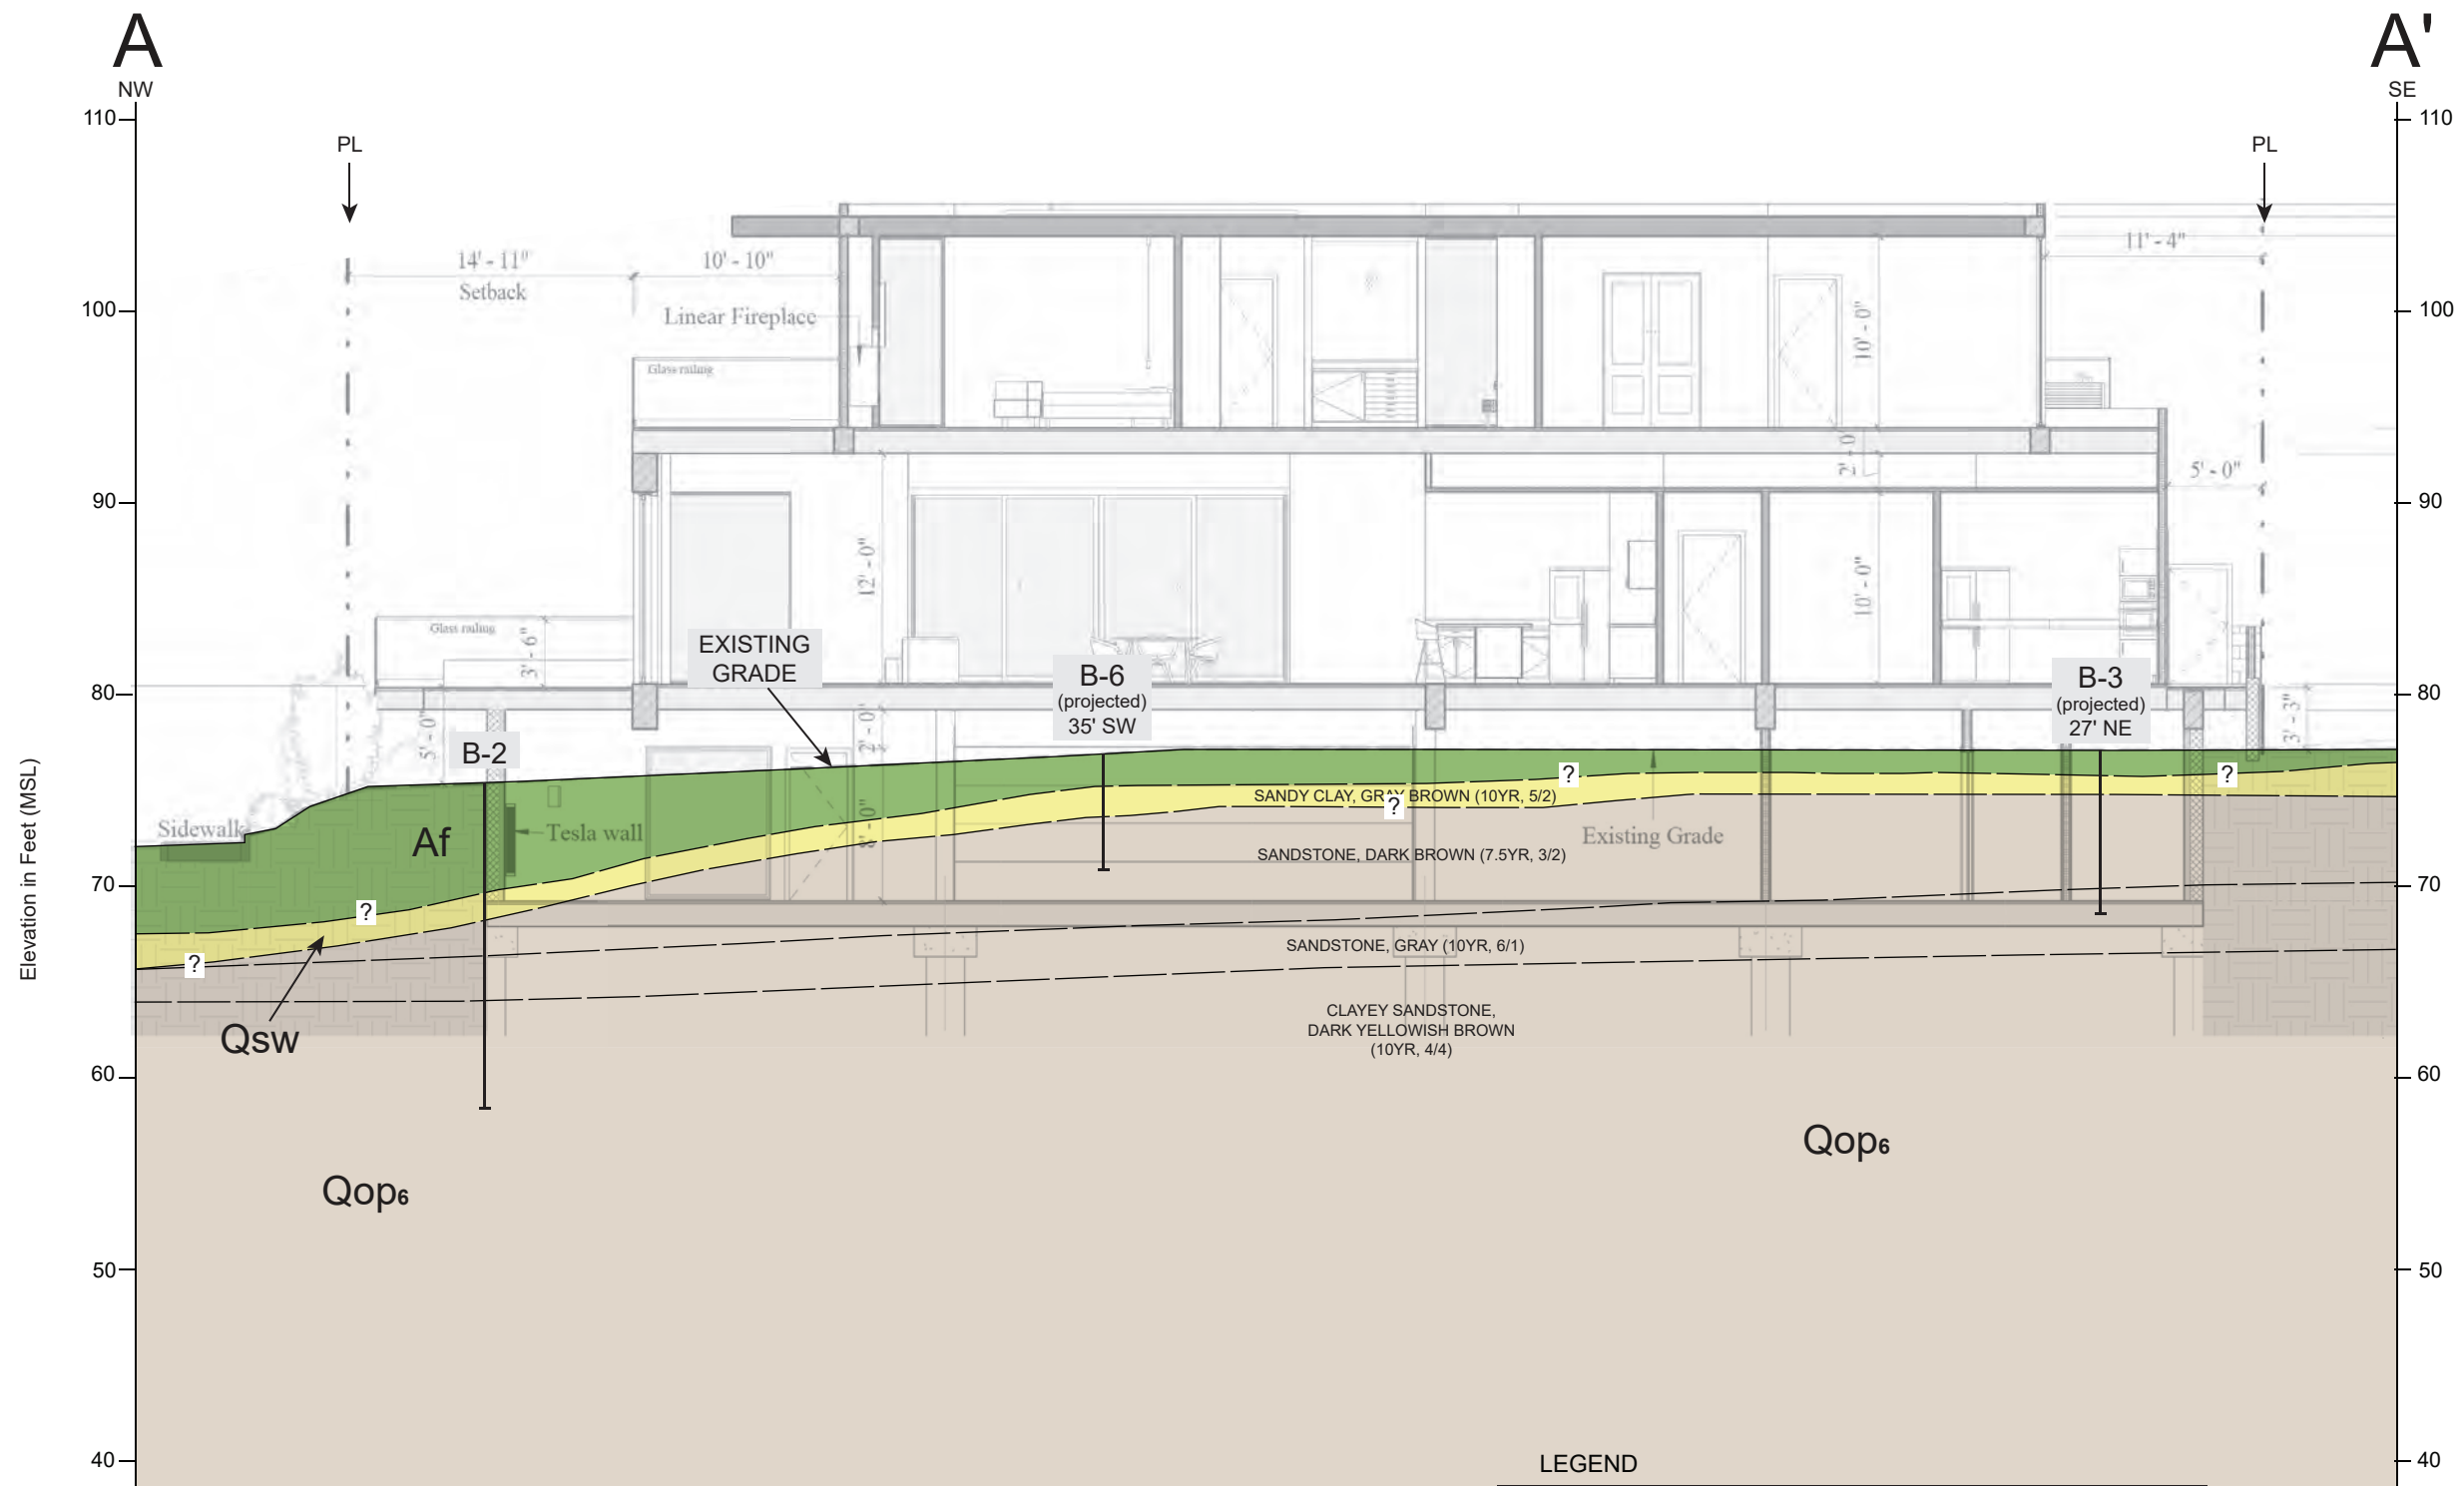 A
A'
NW
SE
110
110
PL
PL
14' - 11"
10' - 10"
11' - 4"
Setback
100
100
Linear Fireplace
10' - 0"
Glass railing
2' - 0
5' - 0"
90
90
12' - 0"
10' - 0"
Glass railing
3' - 6"
EXISTING
GRADE
B-6
(projected)
35' SW
B-3
(projected)
27' NE
80
80
5' - 0"
2' - 0"
3' - 3"
B-2
Elevation in Feet (MSL)
?
?
SANDY CLAY, GRAY BROWN (10YR, 5/2)
?
Sidewalk
Af
Tesla wall
8' - 0"
Existing Grade
SANDSTONE, DARK BROWN (7.5YR, 3/2)
70
70
?
SANDSTONE, GRAY (10YR, 6/1)
?
CLAYEY SANDSTONE,
DARK YELLOWISH BROWN
(10YR, 4/4)
Qsw
60
60
Qop6
Qop6
50
50
40
40
LEGEND